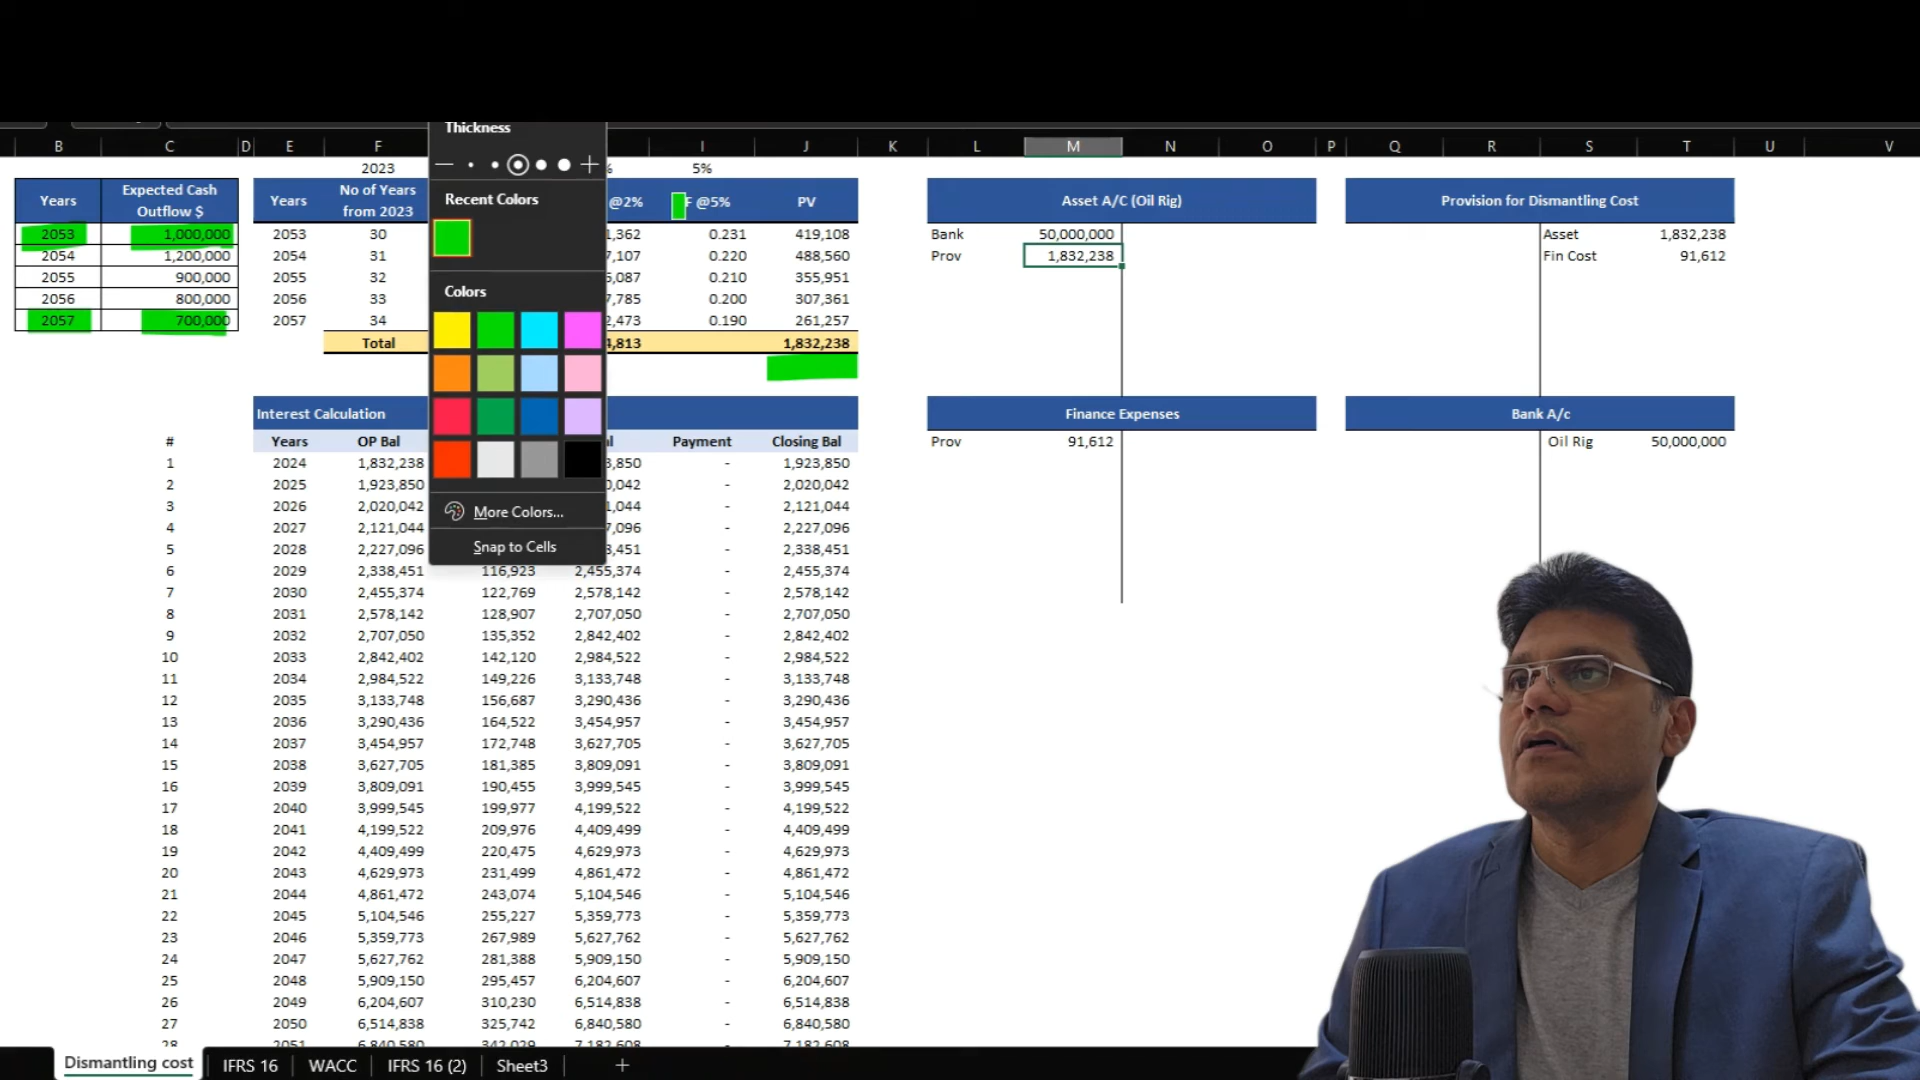 B C D E F I J K L M N O P Q R S T U V
2023 % 5%
Years Expected Cash Outflow $
2053 1,000,000
2054 1,200,000
2055 900,000
2056 800,000
2057 700,000
Years No of Years from 2023 @2% F @5% PV
2053 30 1,362 0.231 419,108
2054 31 7,107 0.220 488,560
2055 32 5,087 0.210 355,951
2056 33 7,785 0.200 307,361
2057 34 2,473 0.190 261,257
Total 4,813 1,832,238
Thickness
Recent Colors
Colors
More Colors...
Snap to Cells
Interest Calculation
# Years OP Bal Payment Closing Bal
1 2024 1,832,238 3,850 - 1,923,850
2 2025 1,923,850 0,042 - 2,020,042
3 2026 2,020,042 1,044 - 2,121,044
4 2027 2,121,044 7,096 - 2,227,096
5 2028 2,227,096 3,451 - 2,338,451
6 2029 2,338,451 116,923 2,455,374 - 2,455,374
7 2030 2,455,374 122,769 2,578,142 - 2,578,142
8 2031 2,578,142 128,907 2,707,050 - 2,707,050
9 2032 2,707,050 135,352 2,842,402 - 2,842,402
10 2033 2,842,402 142,120 2,984,522 - 2,984,522
11 2034 2,984,522 149,226 3,133,748 - 3,133,748
12 2035 3,133,748 156,687 3,290,436 - 3,290,436
13 2036 3,290,436 164,522 3,454,957 - 3,454,957
14 2037 3,454,957 172,748 3,627,705 - 3,627,705
15 2038 3,627,705 181,385 3,809,091 - 3,809,091
16 2039 3,809,091 190,455 3,999,545 - 3,999,545
17 2040 3,999,545 199,977 4,199,522 - 4,199,522
18 2041 4,199,522 209,976 4,409,499 - 4,409,499
19 2042 4,409,499 220,475 4,629,973 - 4,629,973
20 2043 4,629,973 231,499 4,861,472 - 4,861,472
21 2044 4,861,472 243,074 5,104,546 - 5,104,546
22 2045 5,104,546 255,227 5,359,773 - 5,359,773
23 2046 5,359,773 267,989 5,627,762 - 5,627,762
24 2047 5,627,762 281,388 5,909,150 - 5,909,150
25 2048 5,909,150 295,457 6,204,607 - 6,204,607
26 2049 6,204,607 310,230 6,514,838 - 6,514,838
27 2050 6,514,838 325,742 6,840,580 - 6,840,580
28 2051 6,840,580 342,029 7,182,608 - 7,182,608
Asset A/C (Oil Rig)
Bank 50,000,000
Prov 1,832,238
Provision for Dismantling Cost
Asset 1,832,238
Fin Cost 91,612
Finance Expenses
Prov 91,612
Bank A/c
Oil Rig 50,000,000
Dismantling cost IFRS 16 WACC IFRS 16 (2) Sheet3